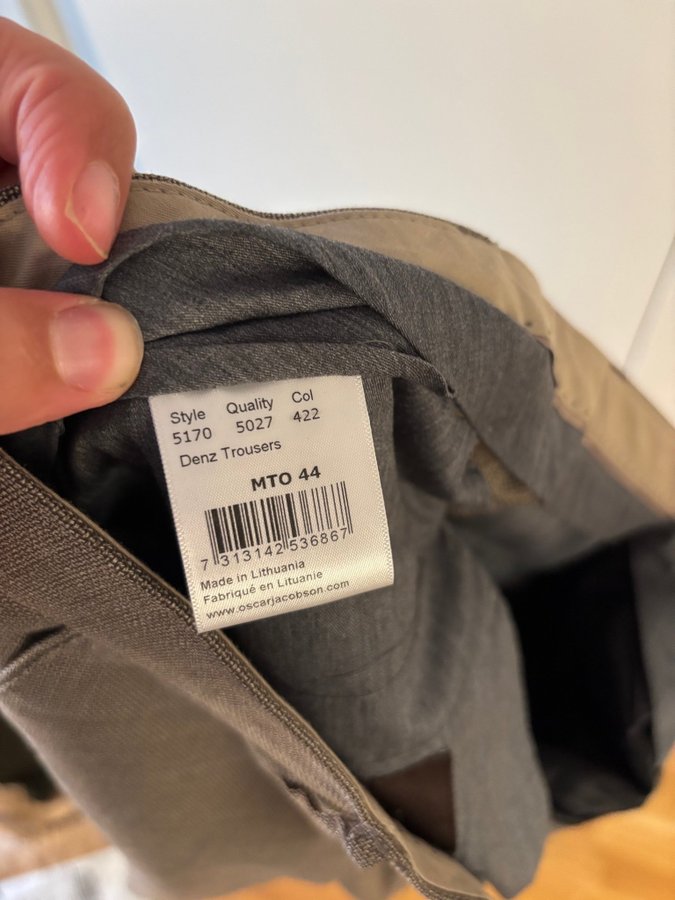 Style Quality Col
5170 5027 422
Denz Trousers
MTO 44
7 313142 536867
Made in Lithuania
Fabriqué en Lituanie
www.oscarjacobson.com